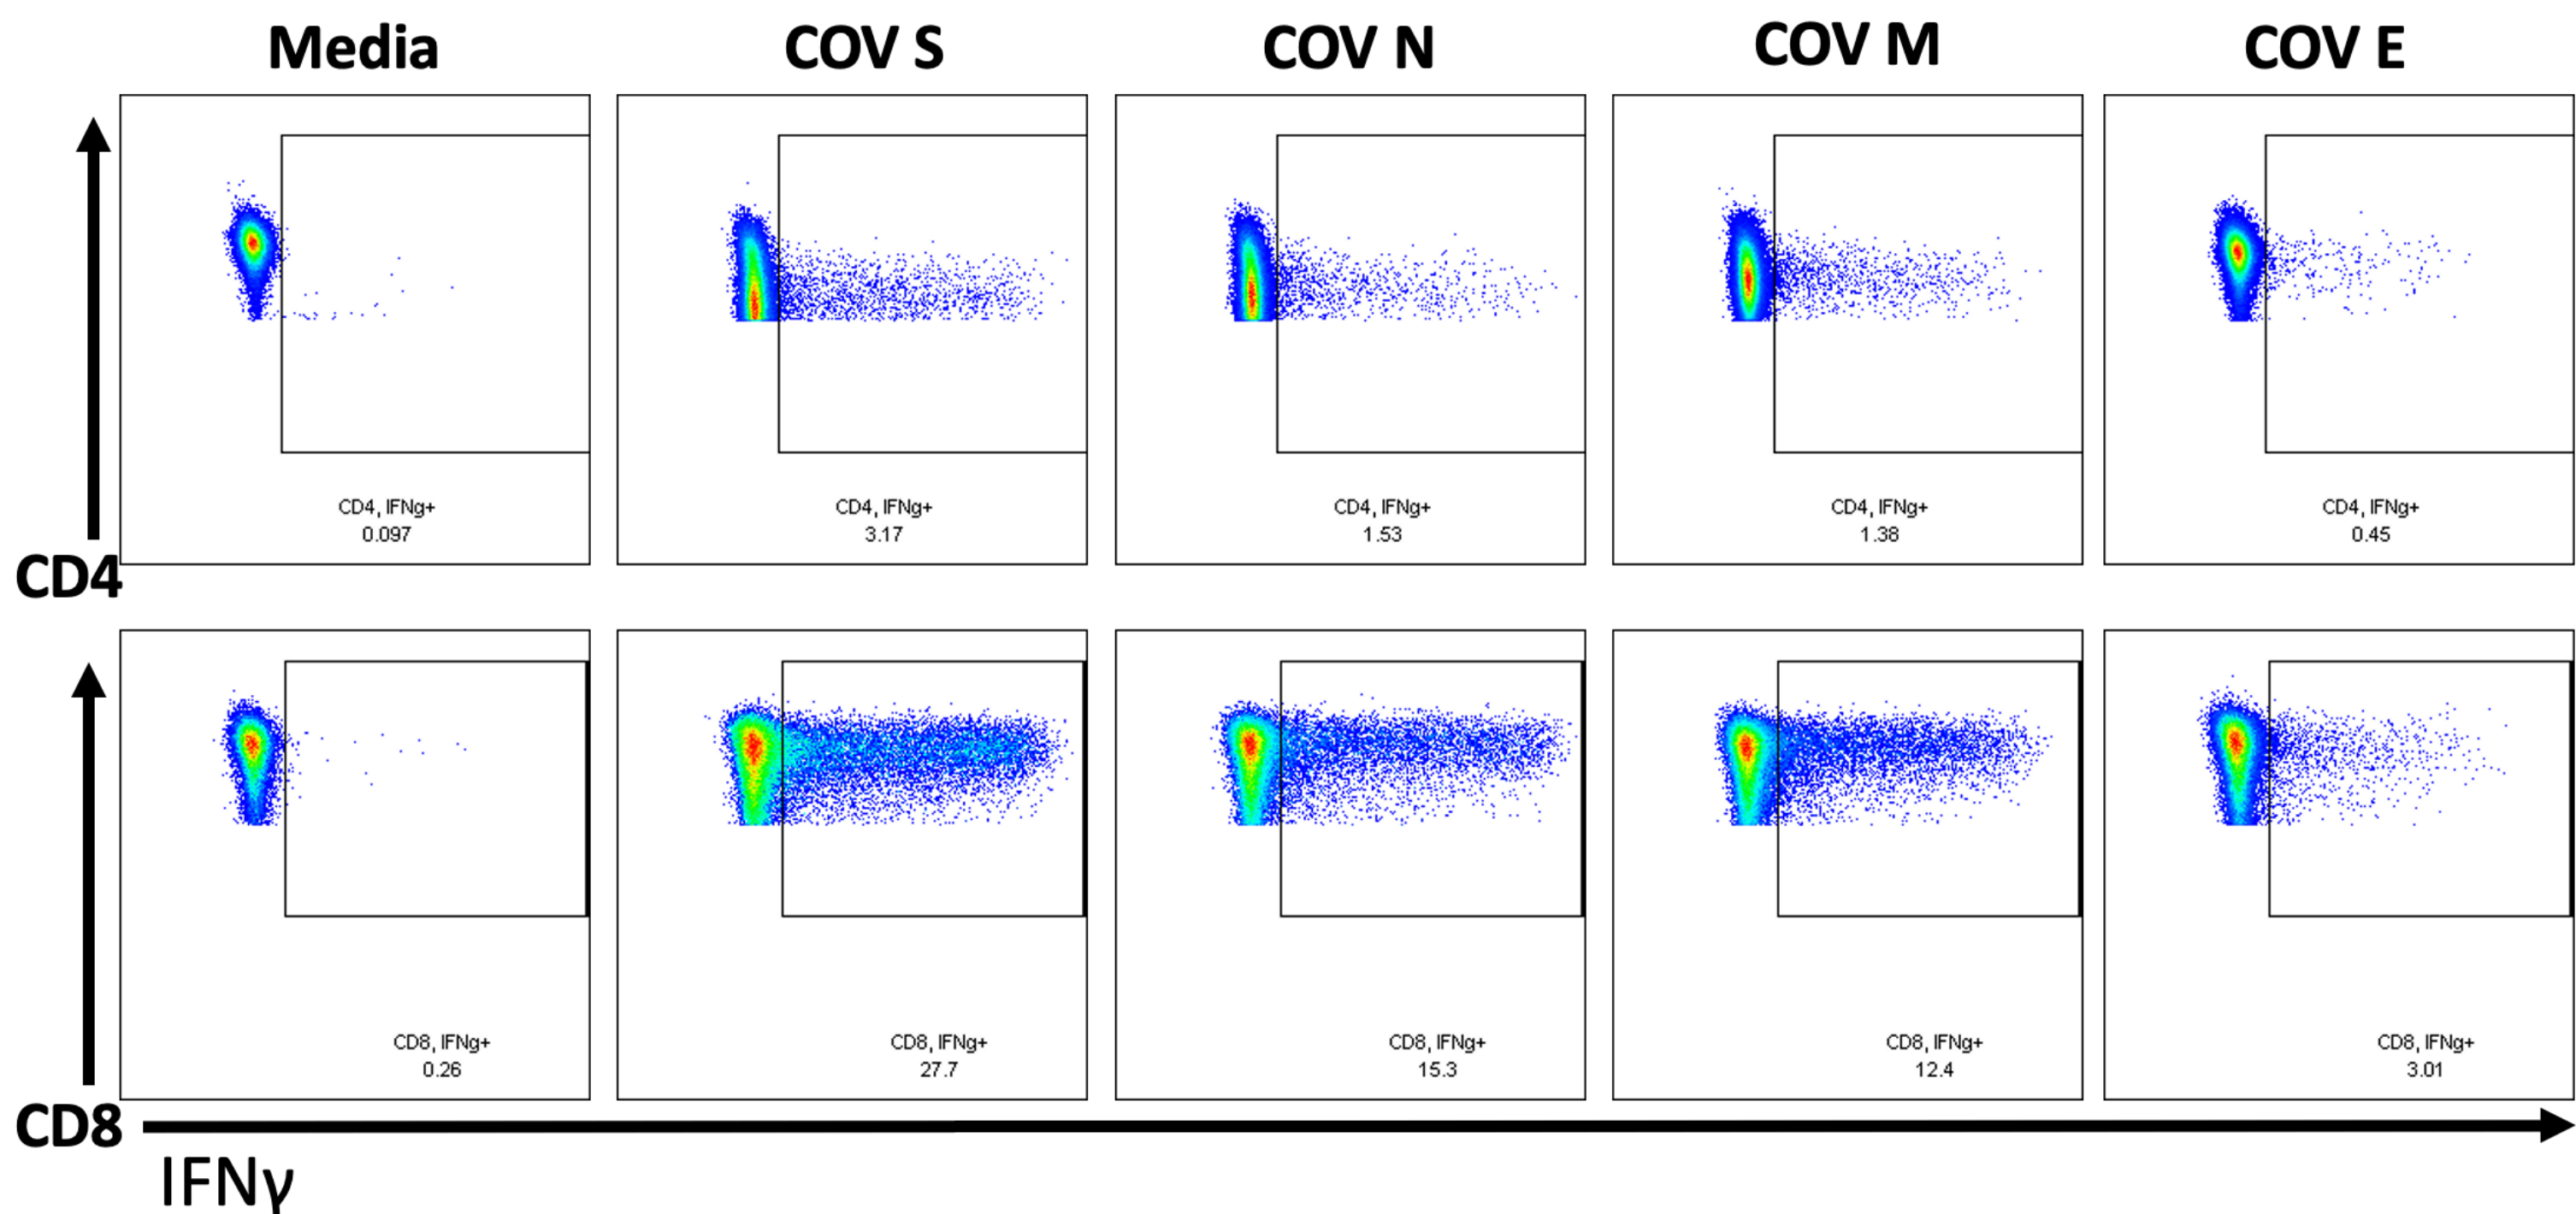 Media COV S COV N COV M COV E
CD4, IFNg+ CD4, IFNg+ CD4, IFNg+ CD4, IFNg+ CD4, IFNg+
0.097 3.17 1.53 1.38 0.45
CD4
CD8, IFNg+ CD8, IFNg+ CD8, IFNg+ CD8, IFNg+ CD8, IFNg+
0.26 27.7 15.3 12.4 3.01
CD8
IFNγ